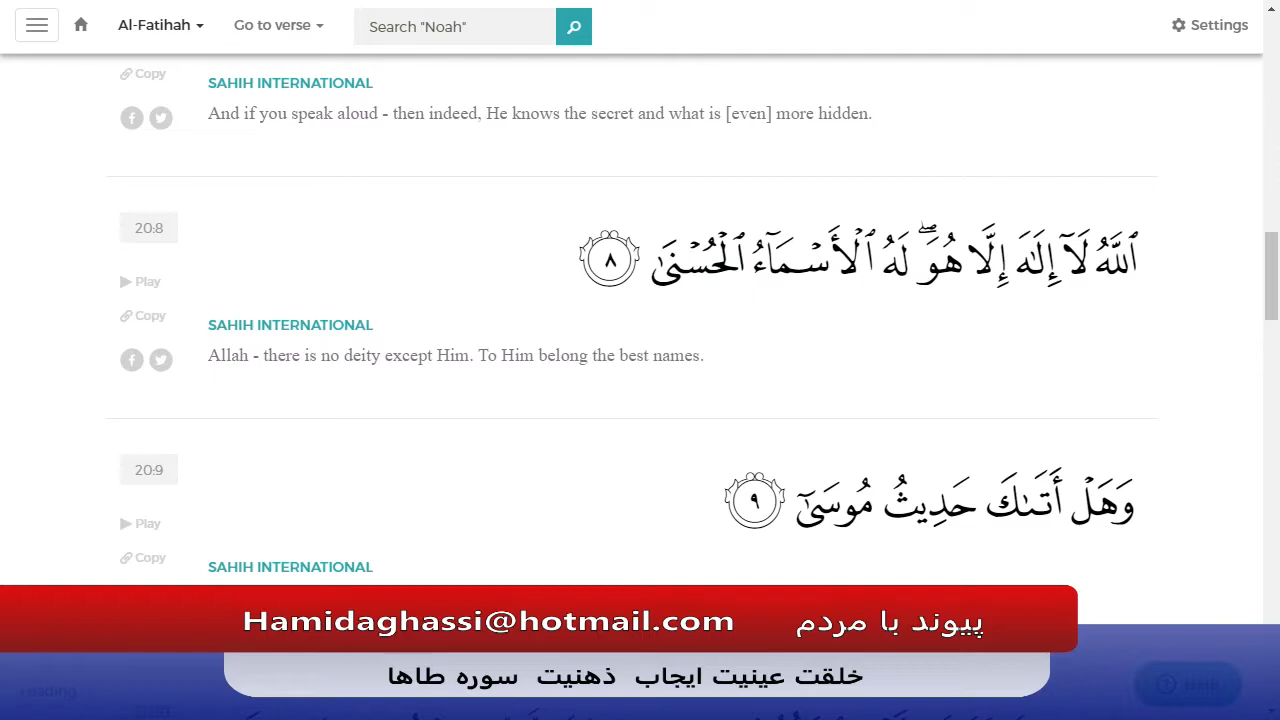 Al-Fatihah Go to verse Search "Noah" Settings
Copy
SAHIH INTERNATIONAL
And if you speak aloud - then indeed, He knows the secret and what is [even] more hidden.
20:8
ٱللَّهُ لَآ إِلَـٰهَ إِلَّا هُوَ ۖ لَهُ ٱلْأَسْمَآءُ ٱلْحُسْنَىٰ ٨
Play
Copy
SAHIH INTERNATIONAL
Allah - there is no deity except Him. To Him belong the best names.
20:9
وَهَلْ أَتَىٰكَ حَدِيثُ مُوسَىٰٓ ٩
Play
Copy
SAHIH INTERNATIONAL
پیوند با مردم Hamidaghassi@hotmail.com
خلقت عینیت ایجاب ذهنیت سوره طاها